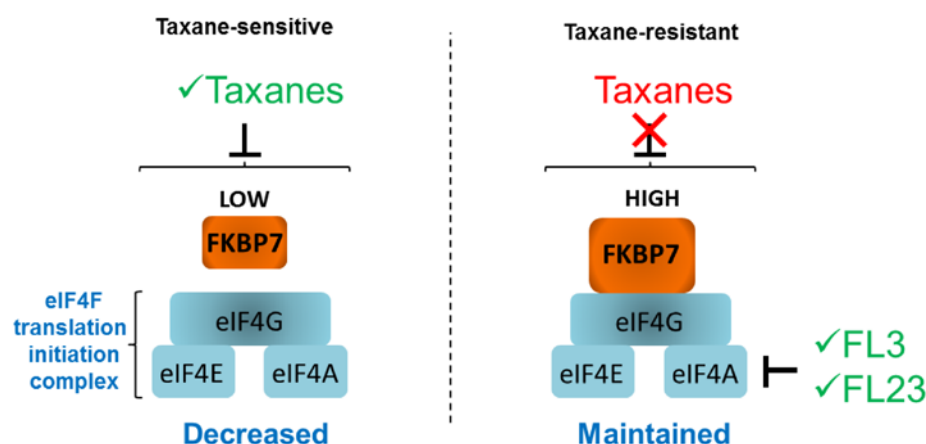 Taxane-sensitive
✓Taxanes
LOW
FKBP7
eIF4F
translation
initiation
complex
eIF4G
eIF4E
eIF4A
Decreased
Taxane-resistant
Taxanes
HIGH
FKBP7
eIF4G
eIF4E
eIF4A
✓FL3
✓FL23
Maintained